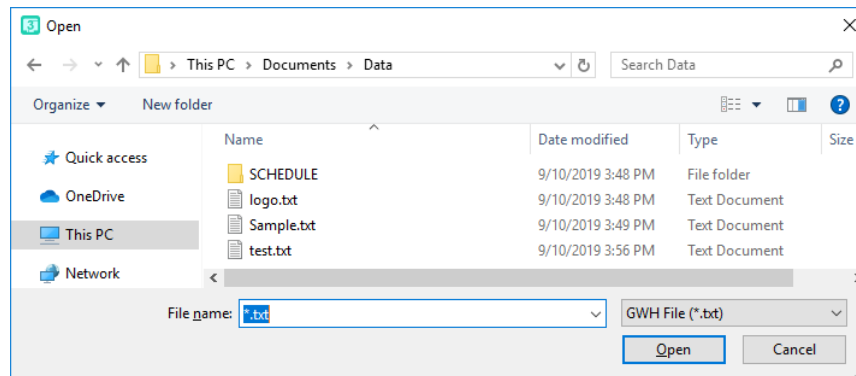 3 Open
This PC > Documents > Data Search Data
Organize New folder ?
Name Date modified Type Size
Quick access
SCHEDULE 9/10/2019 3:48 PM File folder
OneDrive
logo.txt 9/10/2019 3:48 PM Text Document
Sample.txt 9/10/2019 3:49 PM Text Document
This PC
test.txt 9/10/2019 3:56 PM Text Document
Network
File name: *.txt GWH File (*.txt)
Open Cancel